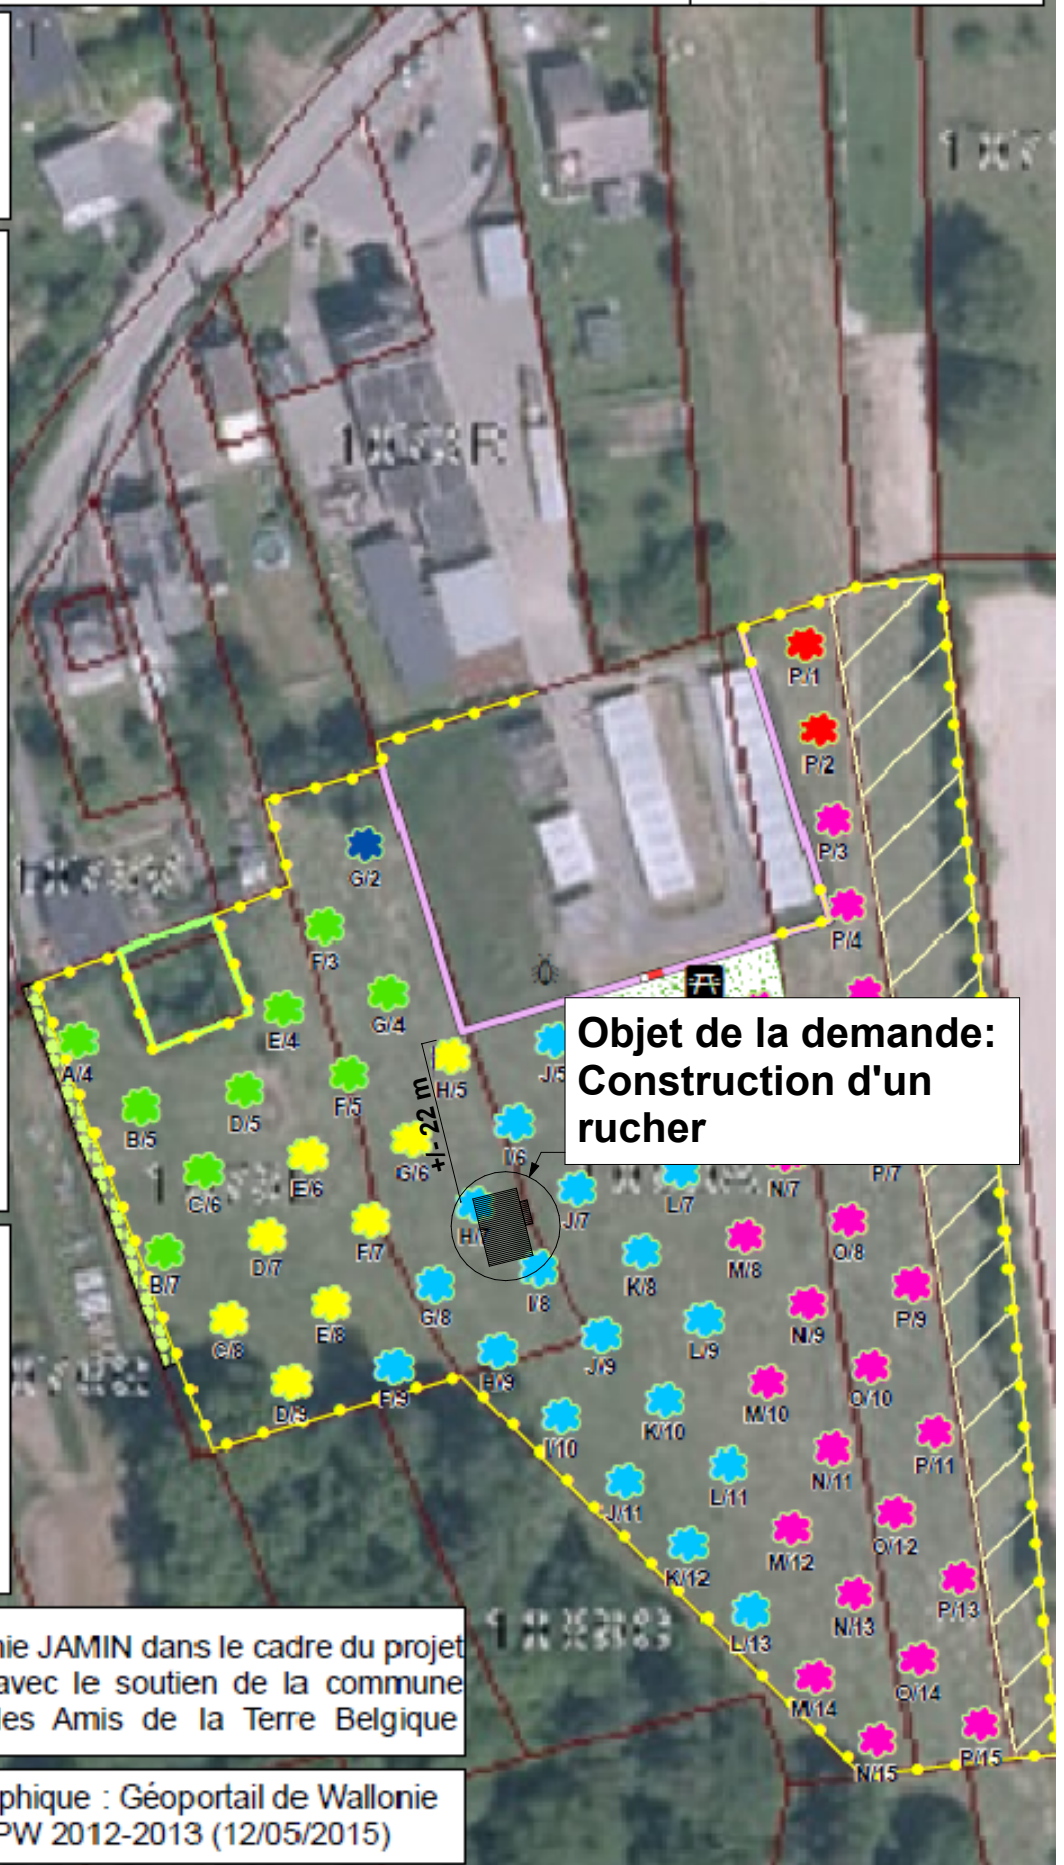 P/1
P/2
P/3
G/2
P/4
F/3
G/4
E/4
A/4
H/5
J/5
Objet de la demande:
Construction d'un
rucher
F/5
D/5
B/5
+/- 22 m
I/6
G/6
E/6
C/6
L/7
N/7
P/7
J/7
H/
F/7
D/7
B/7
O/8
M/8
K/8
I/8
G/8
E/8
C/8
P/9
N/9
L/9
J/9
H/9
F/9
D/9
O/10
M/10
K/10
I/10
P/11
N/11
L/11
J/11
O/12
M/12
K/12
P/13
N/13
L/13
O/14
M/14
P/15
N/15
nie JAMIN dans le cadre du projet
avec le soutien de la commune
les Amis de la Terre Belgique
phique : Géoportail de Wallonie
PW 2012-2013 (12/05/2015)